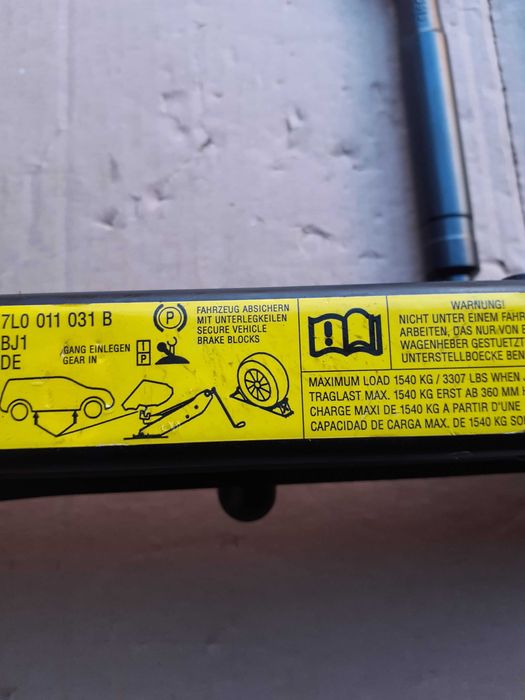 7L0 011 031 B
BJ1
DE
GANG EINLEGEN
GEAR IN
I
P
(P)
FAHRZEUG ABSICHERN
MIT UNTERLEGKEILEN
SECURE VEHICLE
BRAKE BLOCKS
WARNUNG!
NICHT UNTER EINEM FAHR
ARBEITEN, DAS NUR VON E
WAGENHEBER GESTUETZT
UNTERSTELLBOECKE BEN
MAXIMUM LOAD 1540 KG / 3307 LBS WHEN J
TRAGLAST MAX. 1540 KG ERST AB 360 MM H
CHARGE MAXI DE 1540 KG A PARTIR D'UNE
CAPACIDAD DE CARGA MAX. DE 1540 KG SO